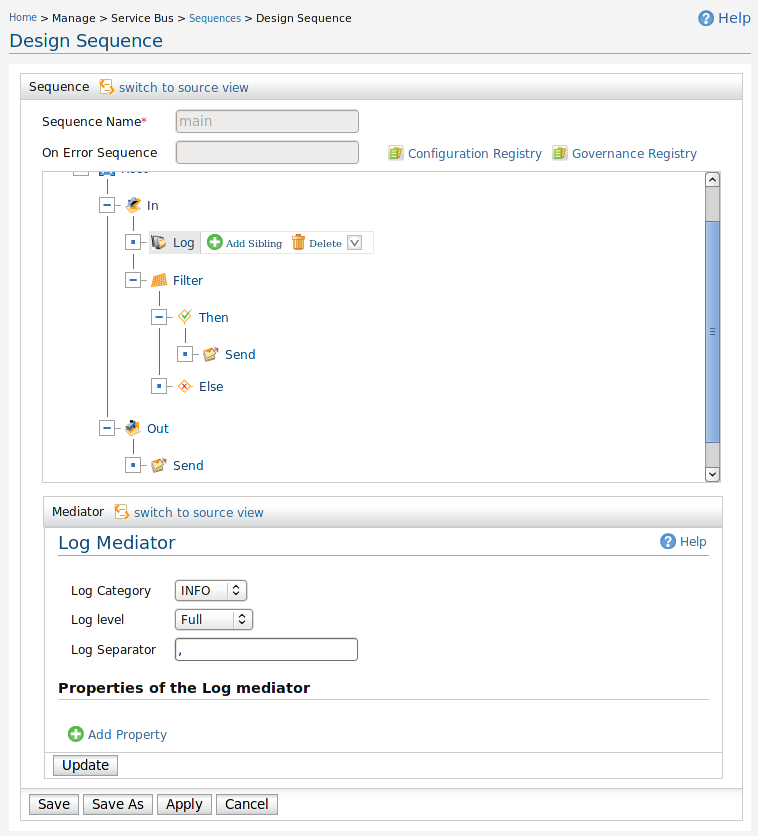 Home > Manage > Service Bus > Sequences > Design Sequence
Help
Design Sequence
Sequence switch to source view
Sequence Name* main
On Error Sequence Configuration Registry Governance Registry
In
Log Add Sibling Delete
Filter
Then
Send
Else
Out
Send
Mediator switch to source view
Log Mediator Help
Log Category INFO
Log level Full
Log Separator ,
Properties of the Log mediator
Add Property
Update
Save Save As Apply Cancel